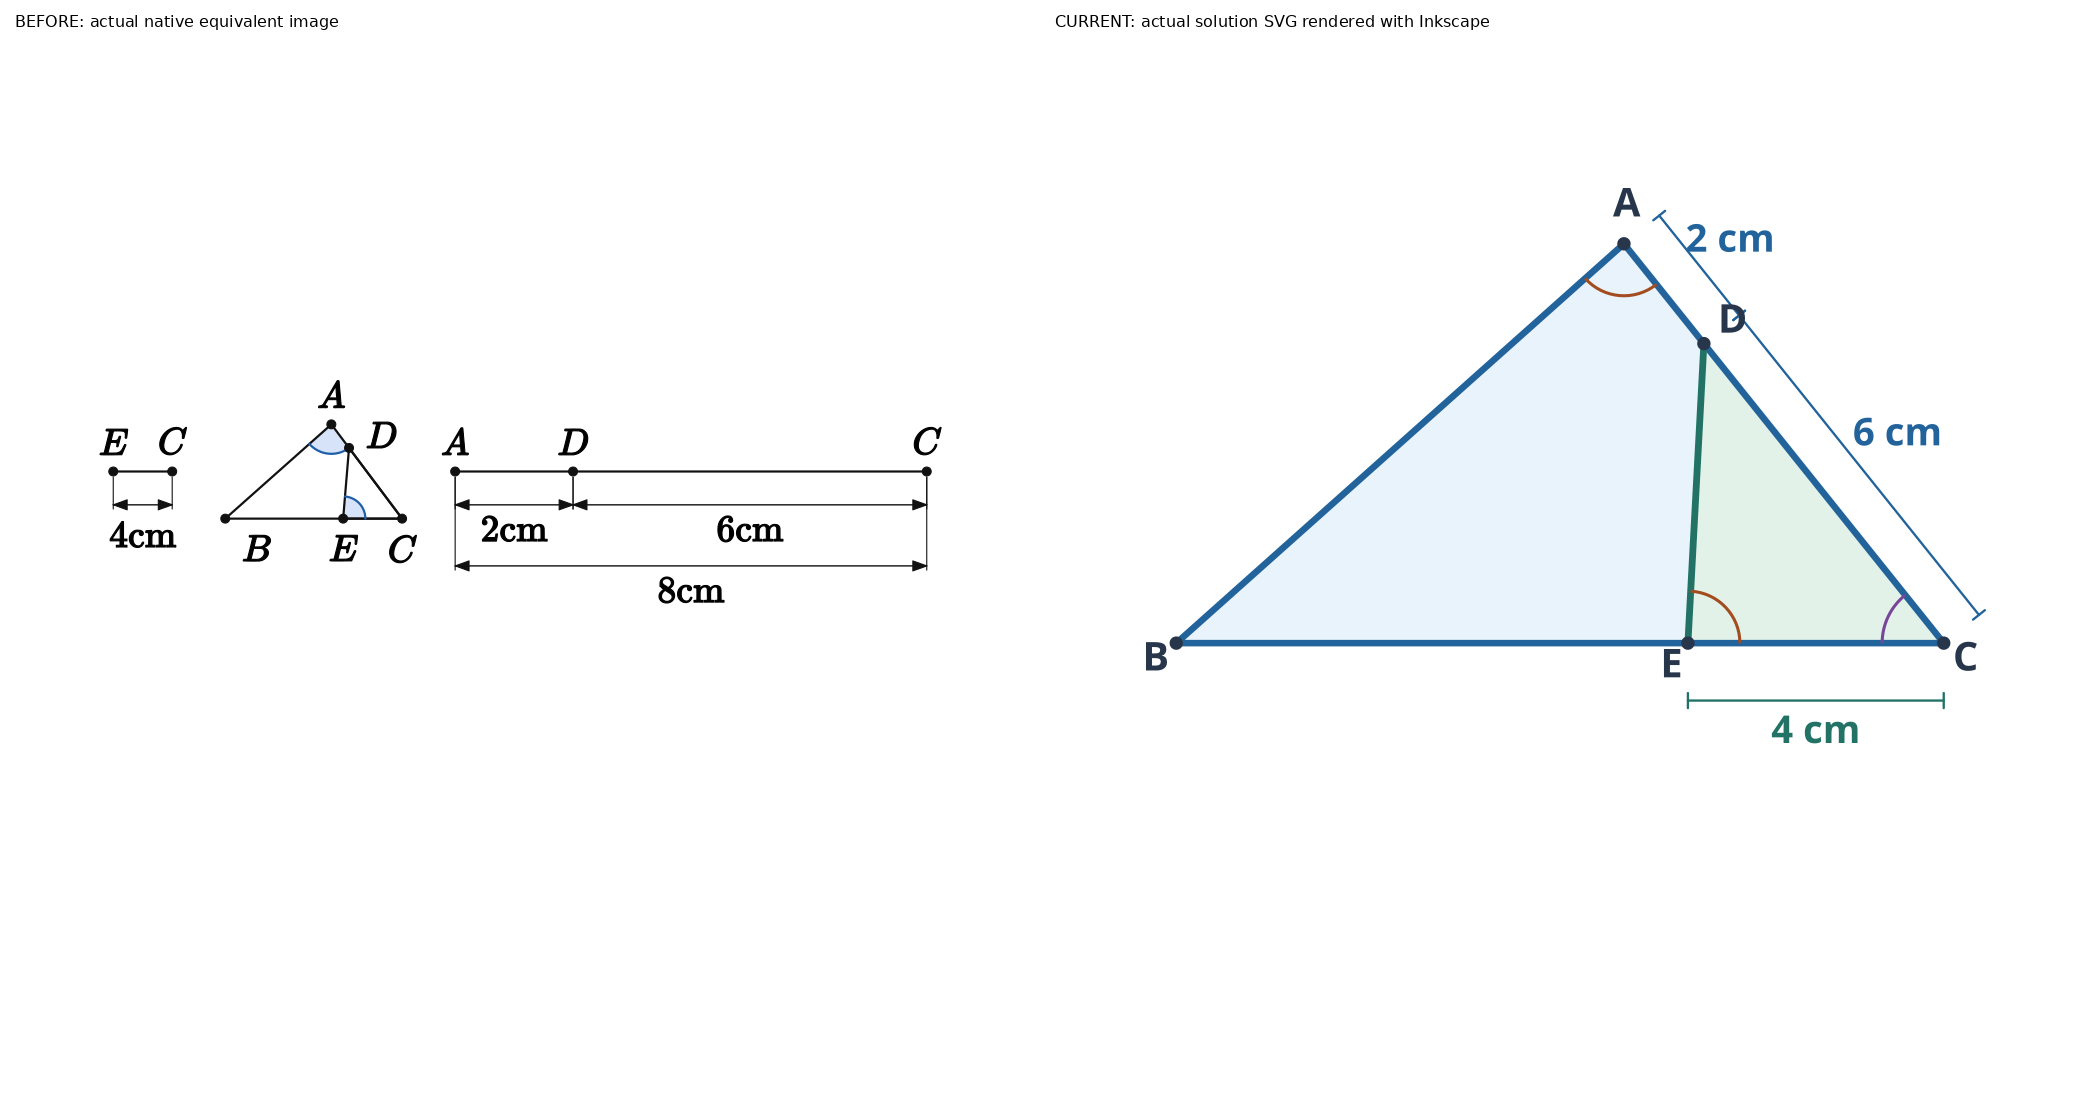 BEFORE: actual native equivalent image
A
E C D A D C
4cm 2cm 6cm
B E C
8cm
CURRENT: actual solution SVG rendered with Inkscape
A
2 cm
D
6 cm
B E C
4 cm